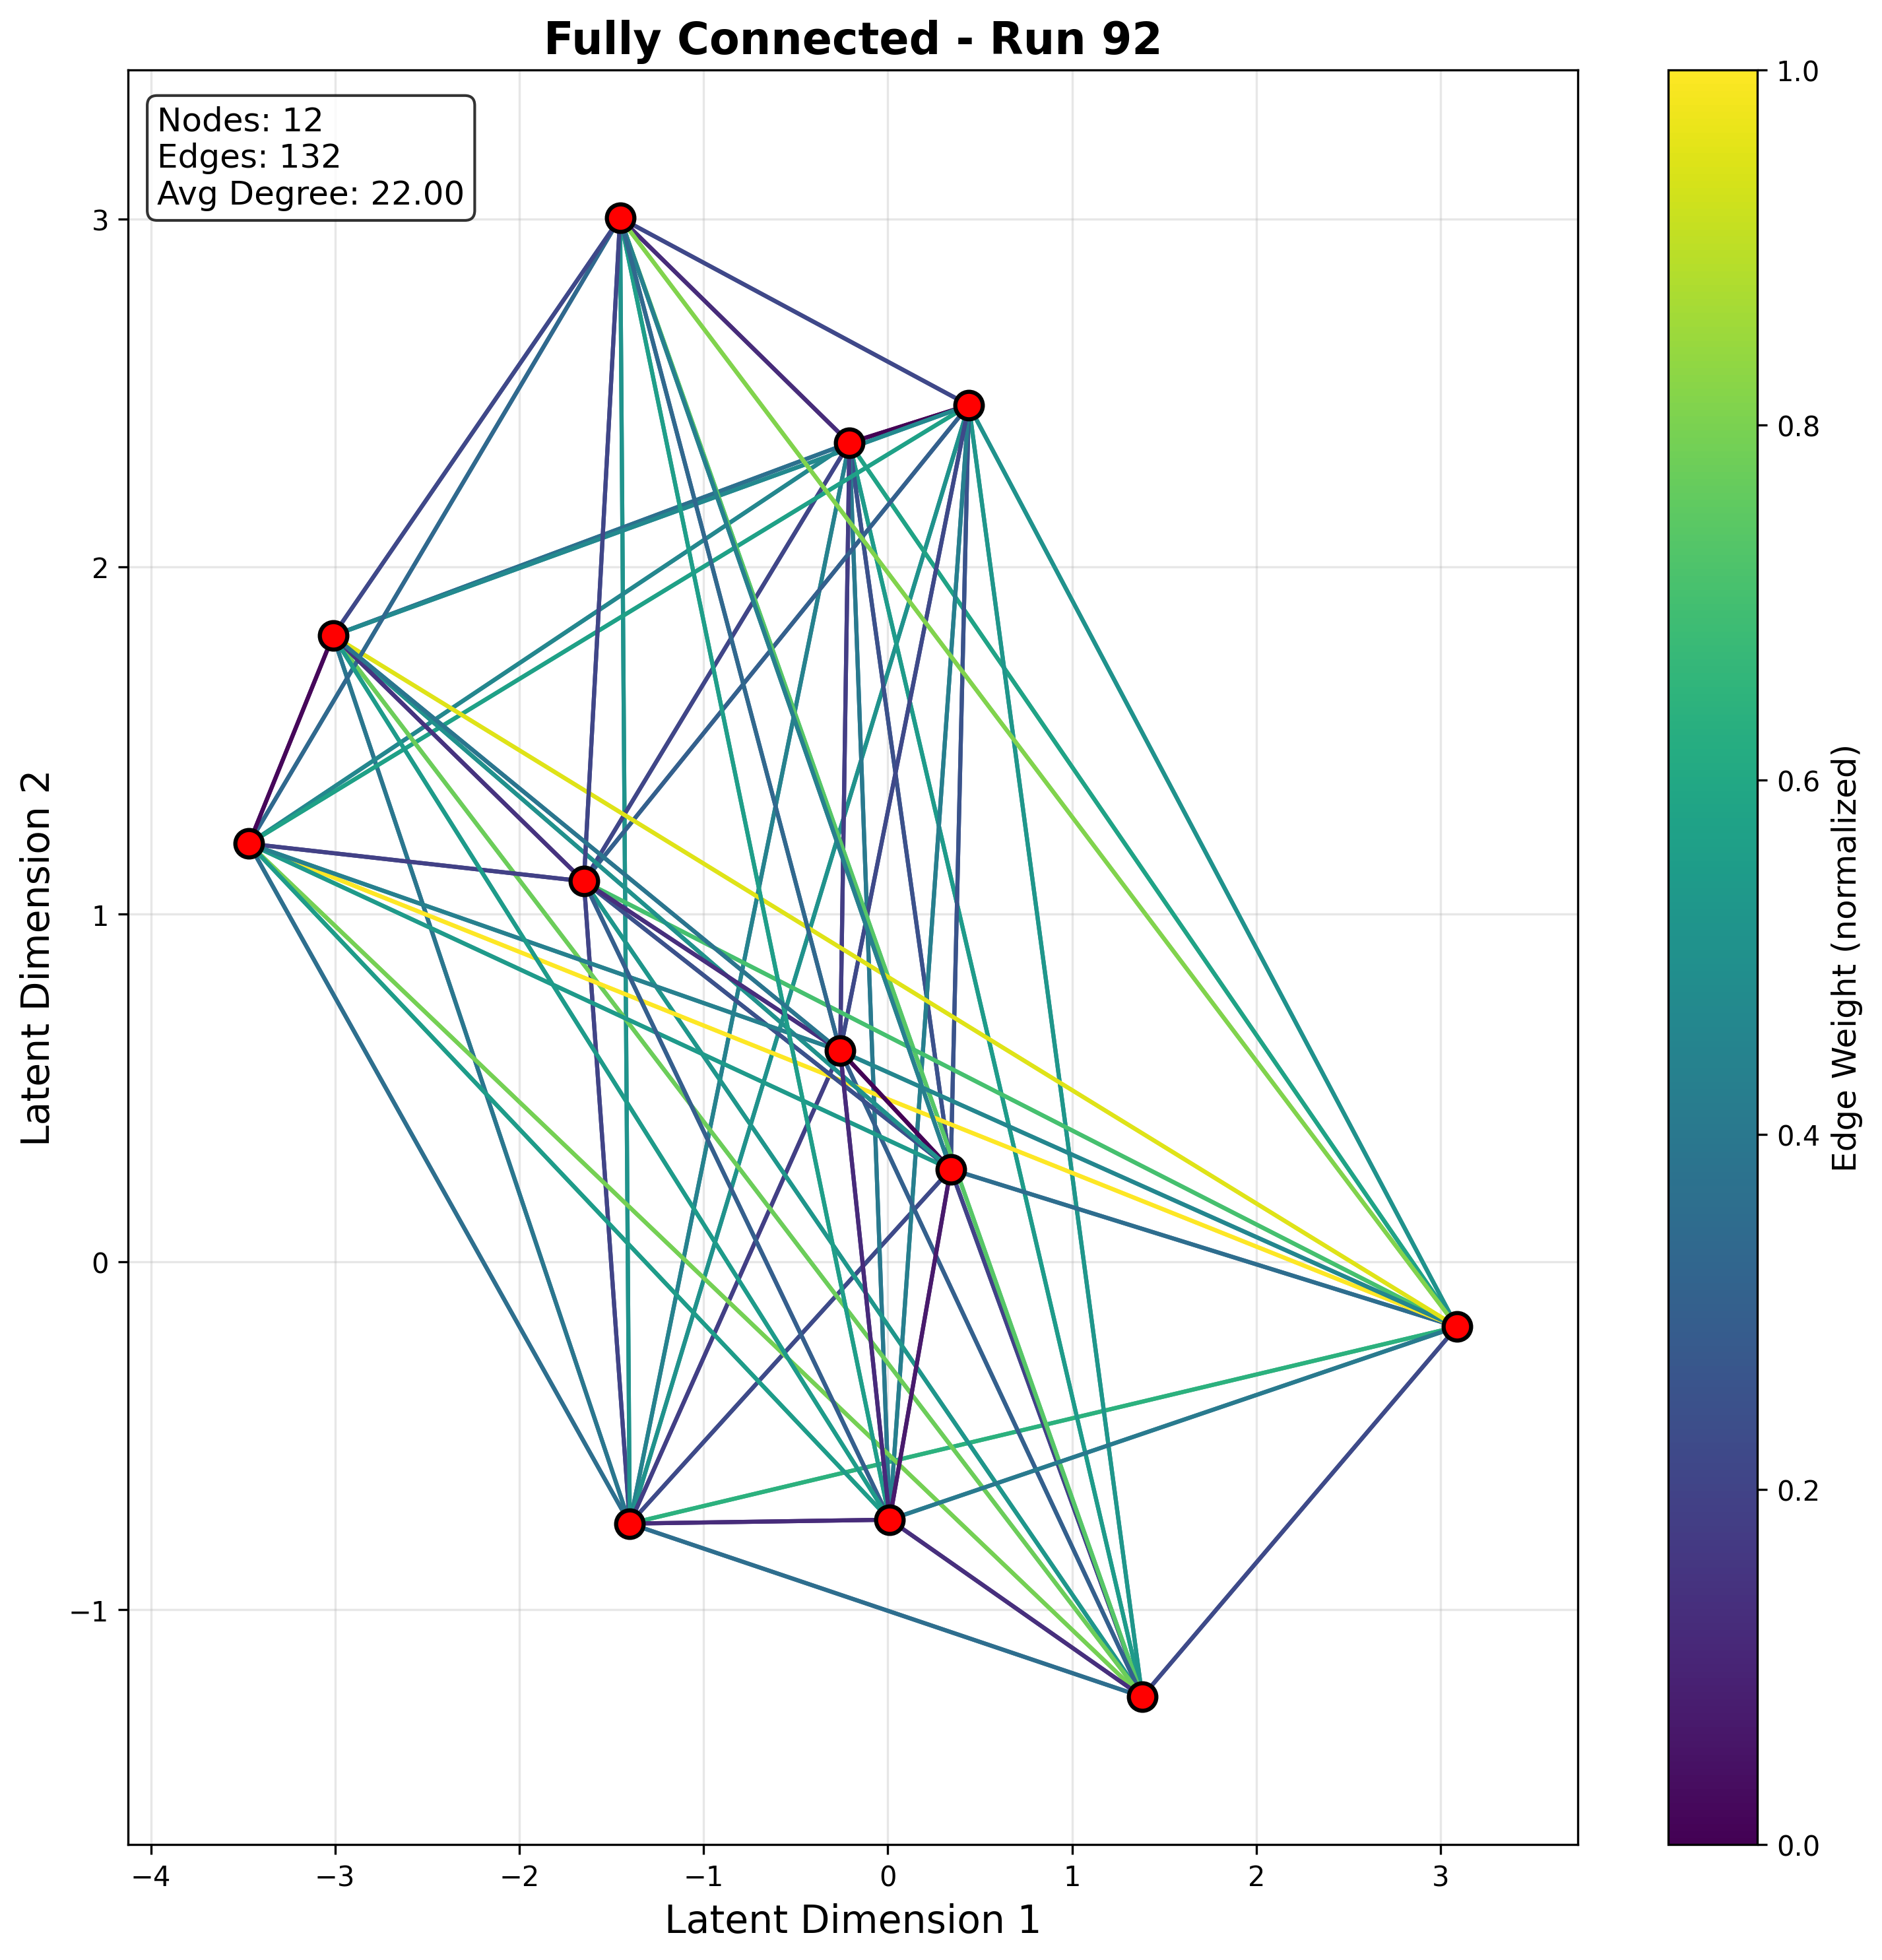 Fully Connected - Run 92
Nodes: 12
Edges: 132
Avg Degree: 22.00
3
2
1
0
−1
Latent Dimension 2
−4
−3
−2
−1
0
1
2
3
Latent Dimension 1
1.0
0.8
0.6
0.4
0.2
0.0
Edge Weight (normalized)